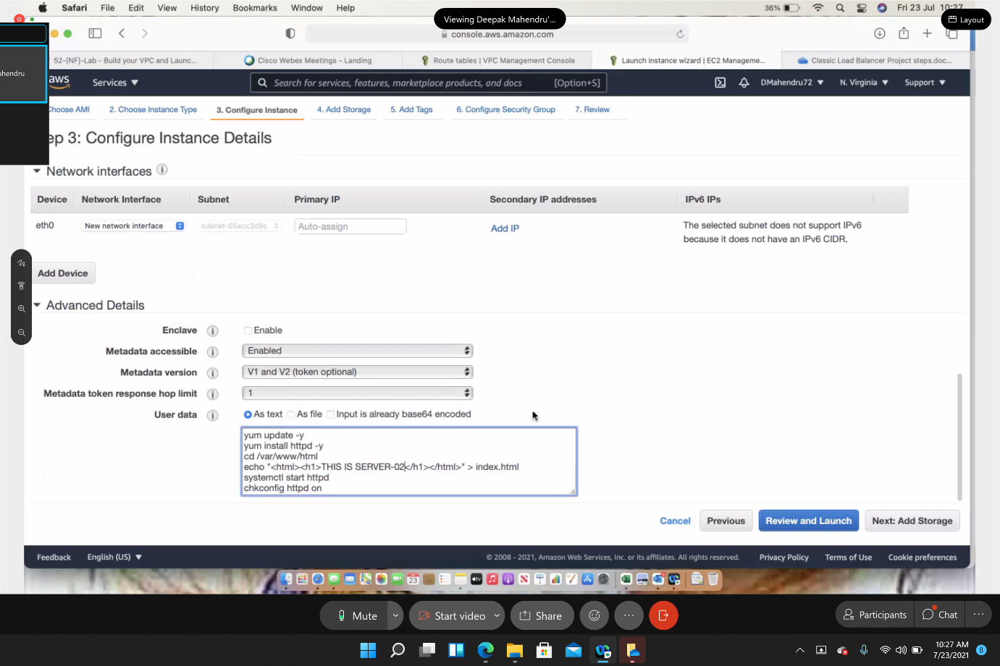 Safari File Edit View History Bookmarks Window Help
36% Fri 23 Jul 10:27
Viewing Deepak Mahendru'...
Layout
console.aws.amazon.com
ahendru
52-[NF]-Lab - Build your VPC and Launc...
Cisco Webex Meetings - Landing
Route tables | VPC Management Console
Launch instance wizard | EC2 Manageme...
Classic Load Balancer Project steps.doc...
aws Services
Search for services, features, marketplace products, and docs [Option+S]
DMahendru72 N. Virginia Support
Choose AMI 2. Choose Instance Type 3. Configure Instance 4. Add Storage 5. Add Tags 6. Configure Security Group 7. Review
ep 3: Configure Instance Details
Network interfaces
Device Network Interface Subnet Primary IP Secondary IP addresses IPv6 IPs
eth0 New network interface subnet-05ecc2d8c Auto-assign Add IP The selected subnet does not support IPv6
because it does not have an IPv6 CIDR.
Add Device
Advanced Details
Enclave Enable
Metadata accessible Enabled
Metadata version V1 and V2 (token optional)
Metadata token response hop limit 1
User data As text As file Input is already base64 encoded
yum update -y
yum install httpd -y
cd /var/www/html
echo "<html><h1>THIS IS SERVER-02</h1></html>" > index.html
systemctl start httpd
chkconfig httpd on
Cancel Previous Review and Launch Next: Add Storage
Feedback English (US) © 2008 - 2021, Amazon Web Services, Inc. or its affiliates. All rights reserved. Privacy Policy Terms of Use Cookie preferences
23
tv
Mute Start video Share Participants Chat
10:27 AM
7/23/2021
8